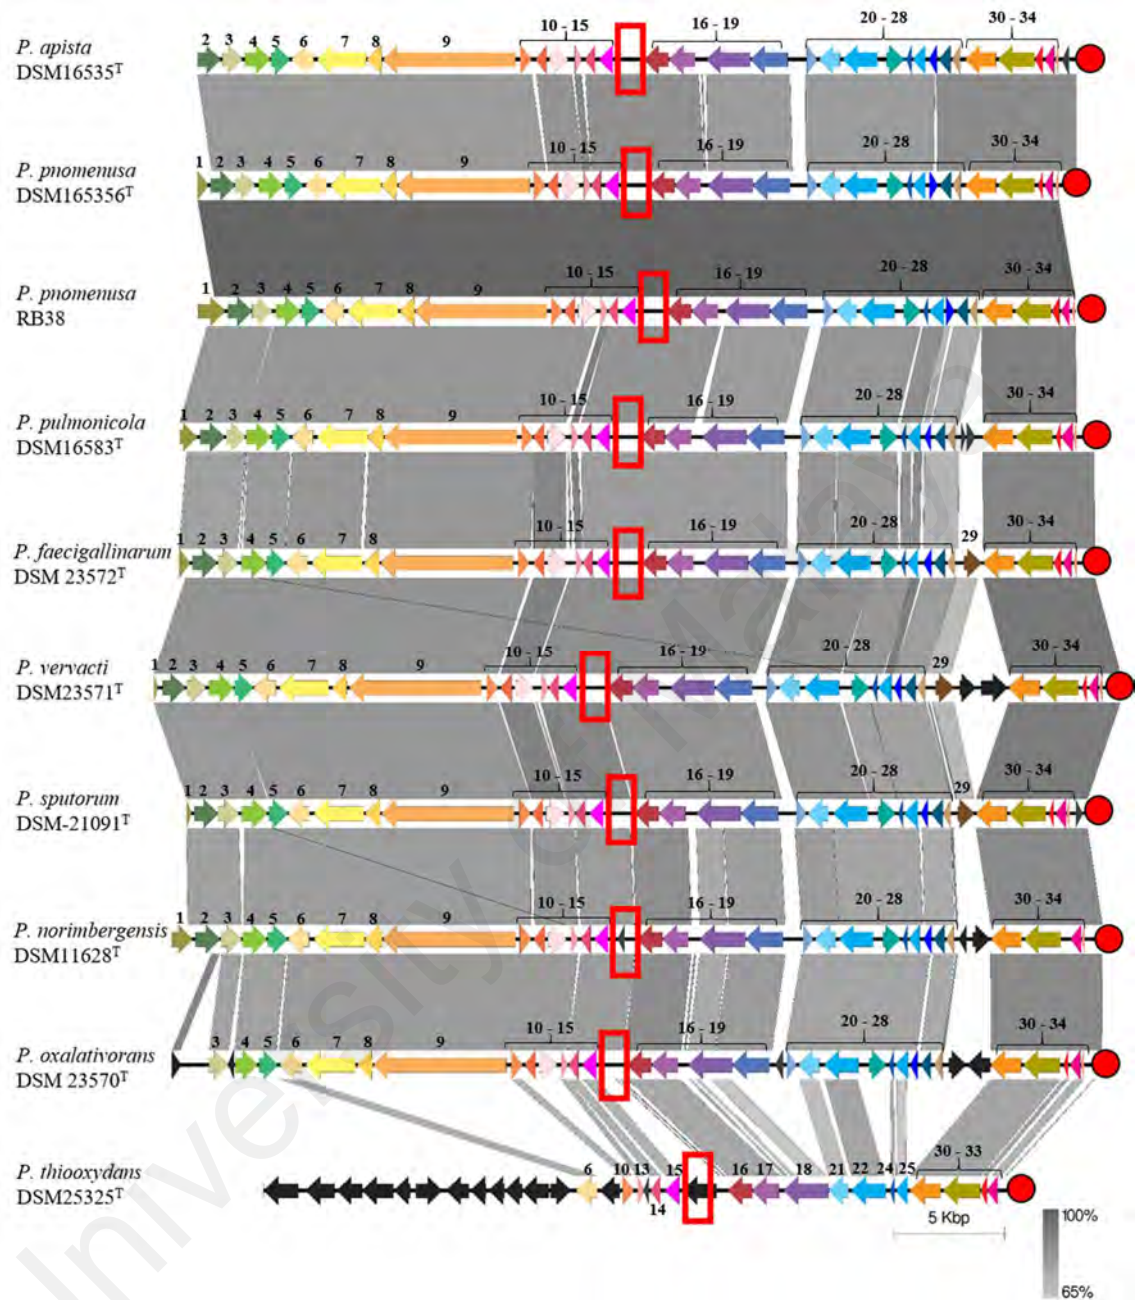 10 - 15 16 - 19 20 - 28 30 - 34
P. apista 2 3 4 5 6 7 8 9
DSM16535ᵀ
10 - 15 16 - 19 20 - 28 30 - 34
P. pnomenusa 1 2 3 4 5 6 7 8 9
DSM165356ᵀ
10 - 15 16 - 19 20 - 28 30 - 34
P. pnomenusa 1 2 3 4 5 6 7 8 9
RB38
10 - 15 16 - 19 20 - 28 30 - 34
P. pulmonicola 1 2 3 4 5 6 7 8 9
DSM16583ᵀ
10 - 15 16 - 19 20 - 28 29 30 - 34
P. faecigallinarum 1 2 3 4 5 6 7 8 9
DSM 23572ᵀ
10 - 15 16 - 19 20 - 28 29 30 - 34
P. vervacti 1 2 3 4 5 6 7 8 9
DSM23571ᵀ
10 - 15 16 - 19 20 - 28 29 30 - 34
P. sputorum 1 2 3 4 5 6 7 8 9
DSM-21091ᵀ
10 - 15 16 - 19 20 - 28 30 - 34
P. norimbergensis 1 2 3 4 5 6 7 8 9
DSM11628ᵀ
10 - 15 16 - 19 20 - 28 30 - 34
P. oxalativorans 3 4 5 6 7 8 9
DSM 23570ᵀ
30 - 33
P. thiooxydans 6 10 13 15 16 17 18 21 22 24 25
DSM25325ᵀ
14
5 Kbp
100%
65%
University of Malaya